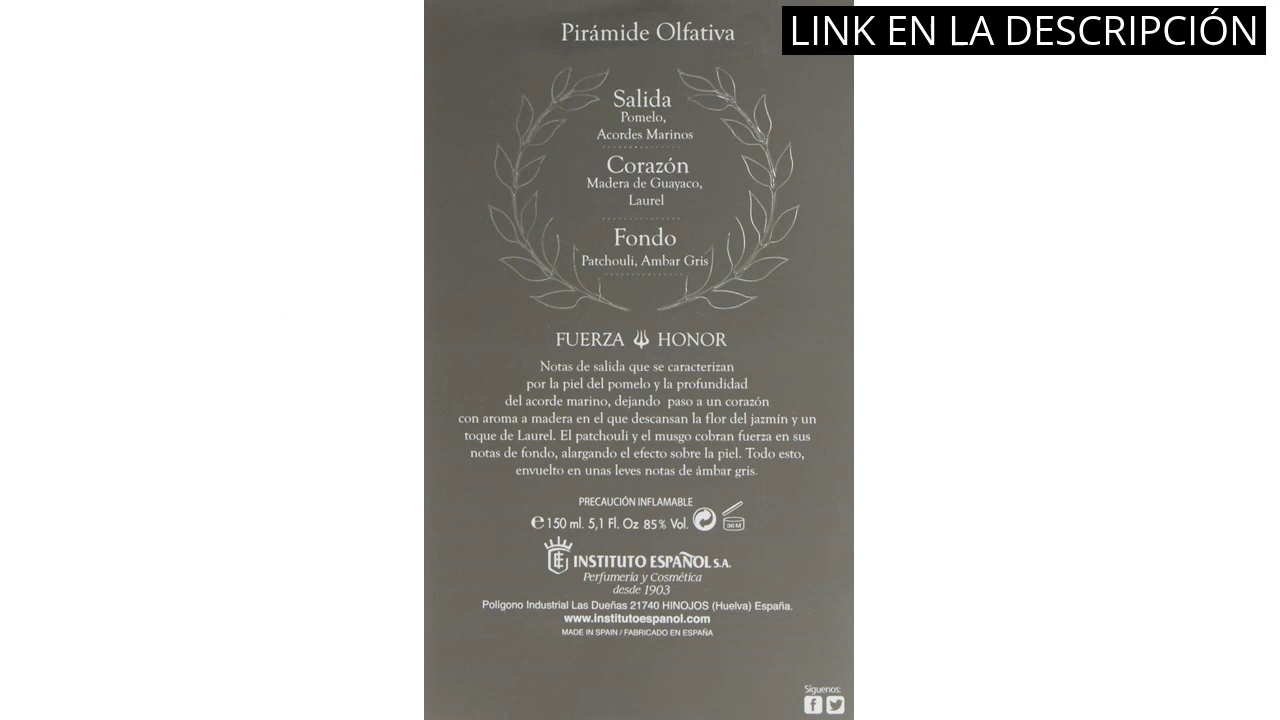 LINK EN LA DESCRIPCIÓN
Pirámide Olfativa
Salida
Pomelo,
Acordes Marinos
Corazón
Madera de Guayaco,
Laurel
Fondo
Patchouli, Ambar Gris
FUERZA HONOR
Notas de salida que se caracterizan
por la piel del pomelo y la profundidad
del acorde marino, dejando paso a un corazón
con aroma a madera en el que descansan la flor del jazmín y un
toque de Laurel. El patchouli y el musgo cobran fuerza en sus
notas de fondo, alargando el efecto sobre la piel. Todo esto,
envuelto en unas leves notas de ámbar gris.
PRECAUCIÓN INFLAMABLE
e 150 ml. 5,1 Fl. Oz 85% Vol.
36 M
INSTITUTO ESPAÑOL S.A.
Perfumería y Cosmética
desde 1903
Polígono Industrial Las Dueñas 21740 HINOJOS (Huelva) España.
www.institutoespanol.com
MADE IN SPAIN / FABRICADO EN ESPAÑA
Síguenos: